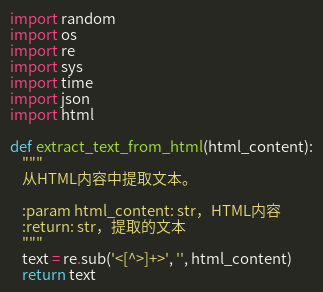 import random
import os
import re
import sys
import time
import json
import html

def extract_text_from_html(html_content):
    """
    从HTML内容中提取文本。

    :param html_content: str，HTML内容
    :return: str，提取的文本
    """
    text = re.sub('<[^>]+>', '', html_content)
    return text